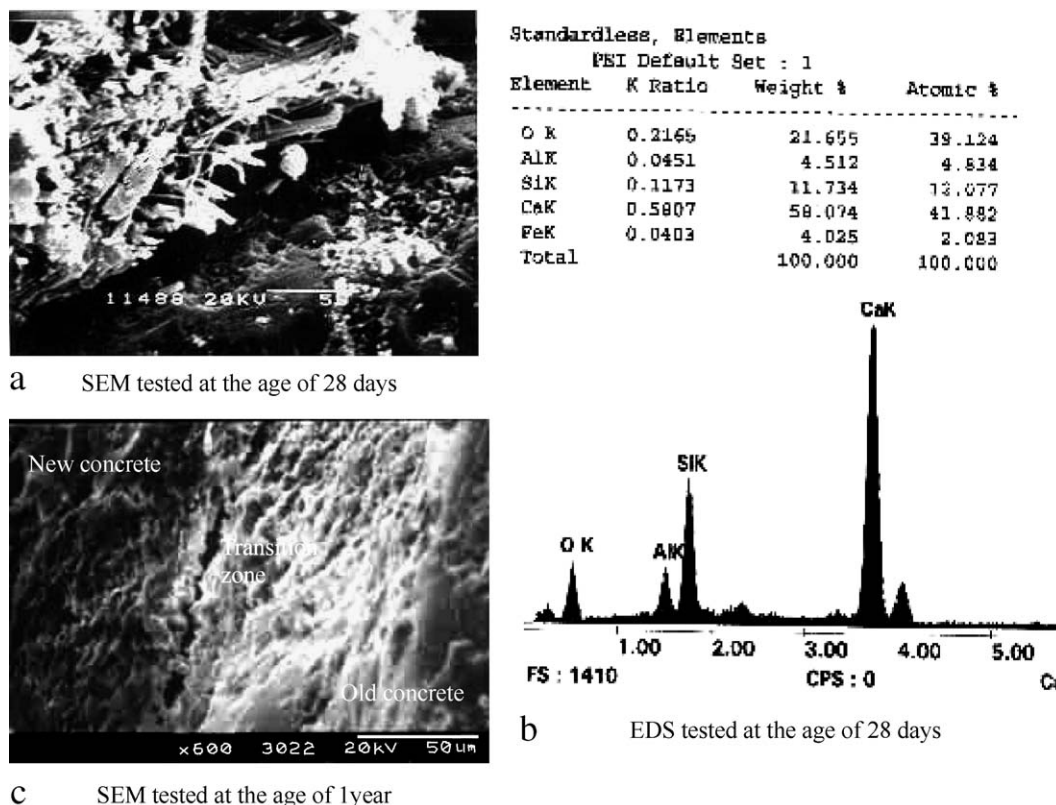 11488 20KV
a SEM tested at the age of 28 days
Standardless, Elements
Default Set : 1
Element K Ratio Weight % Atomic %
O K 0.2166 21.655 39.124
AlK 0.0451 4.512 4.834
SiK 0.1173 11.734 12.077
CaK 0.5807 58.074 41.882
FeK 0.0403 4.025 2.083
Total 100.000 100.000
CaK
SiK
O K
AlK
1.00 2.00 3.00 4.00 5.00
FS : 1410 CPS : 0
b EDS tested at the age of 28 days
New concrete
Transition
zone
Old concrete
x600 3022 20kV 50um
c SEM tested at the age of 1year